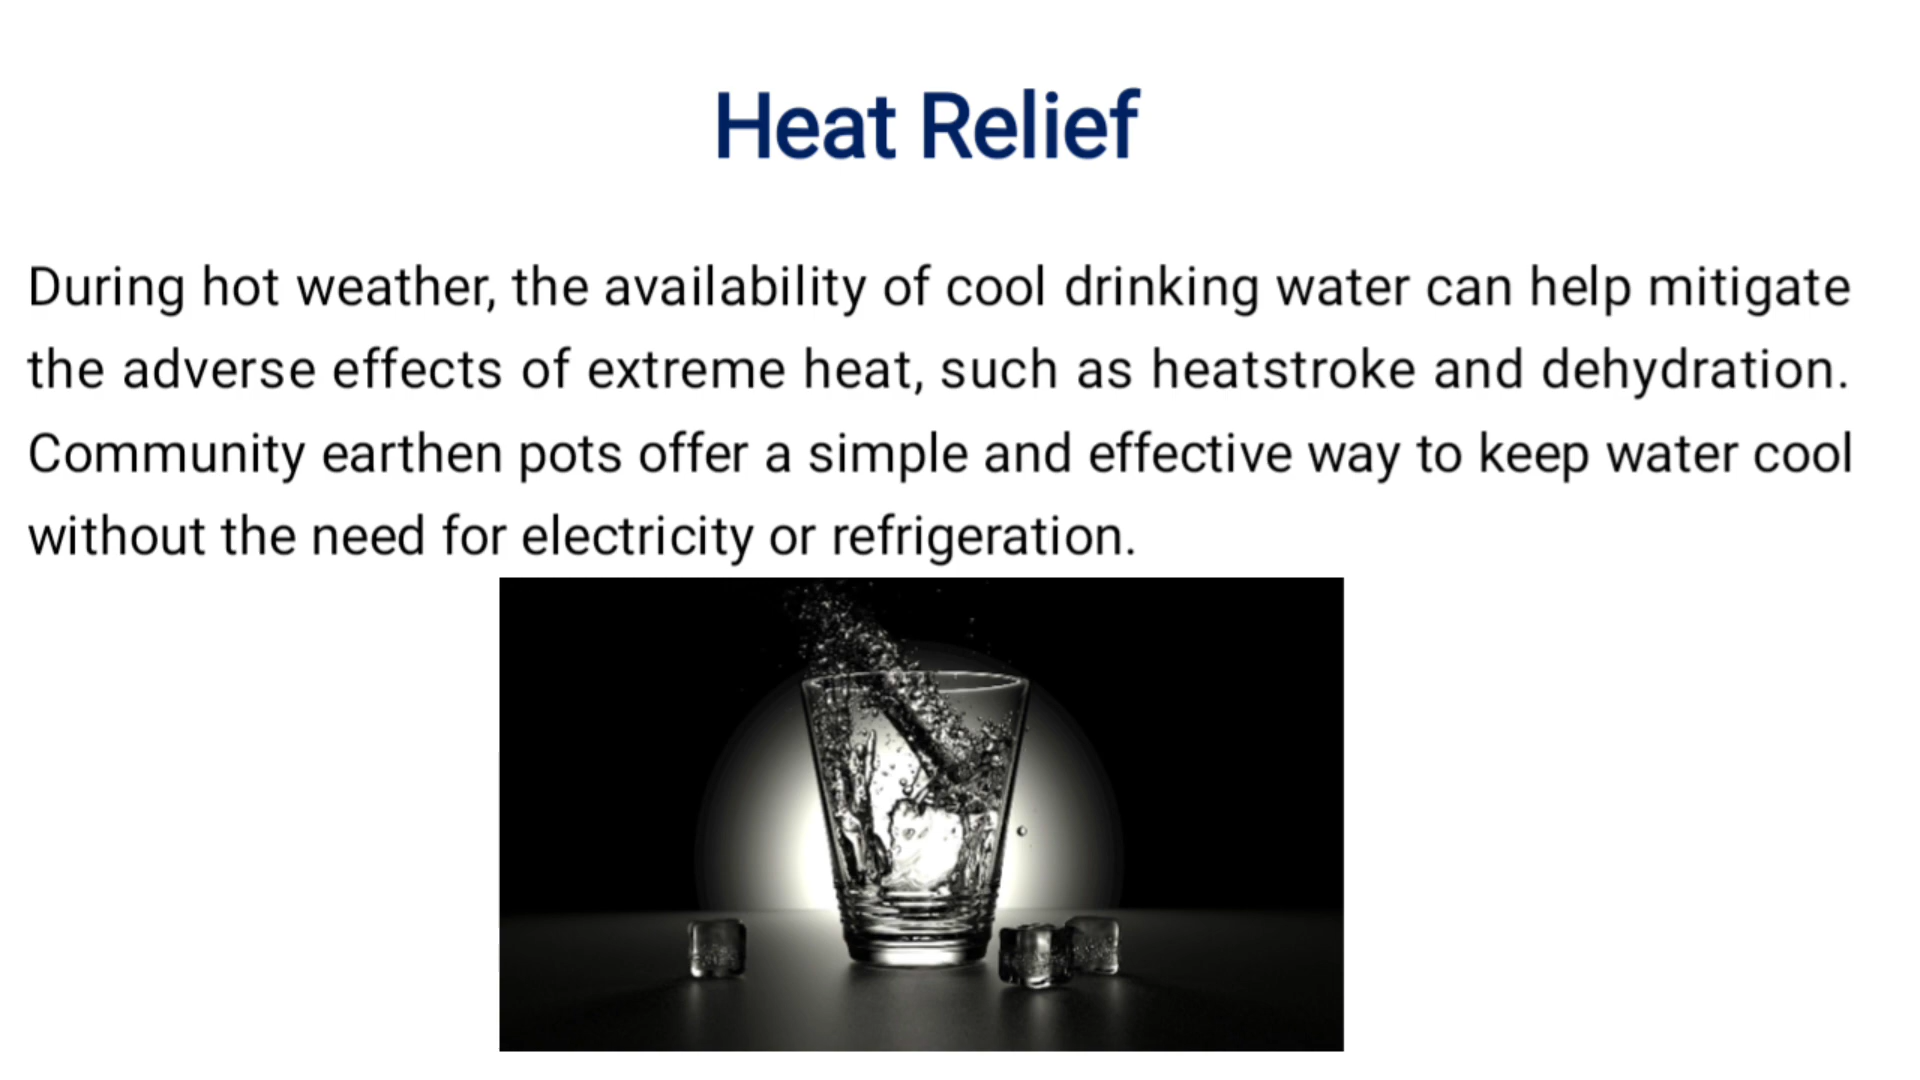 Heat Relief
During hot weather, the availability of cool drinking water can help mitigate
the adverse effects of extreme heat, such as heatstroke and dehydration.
Community earthen pots offer a simple and effective way to keep water cool
without the need for electricity or refrigeration.